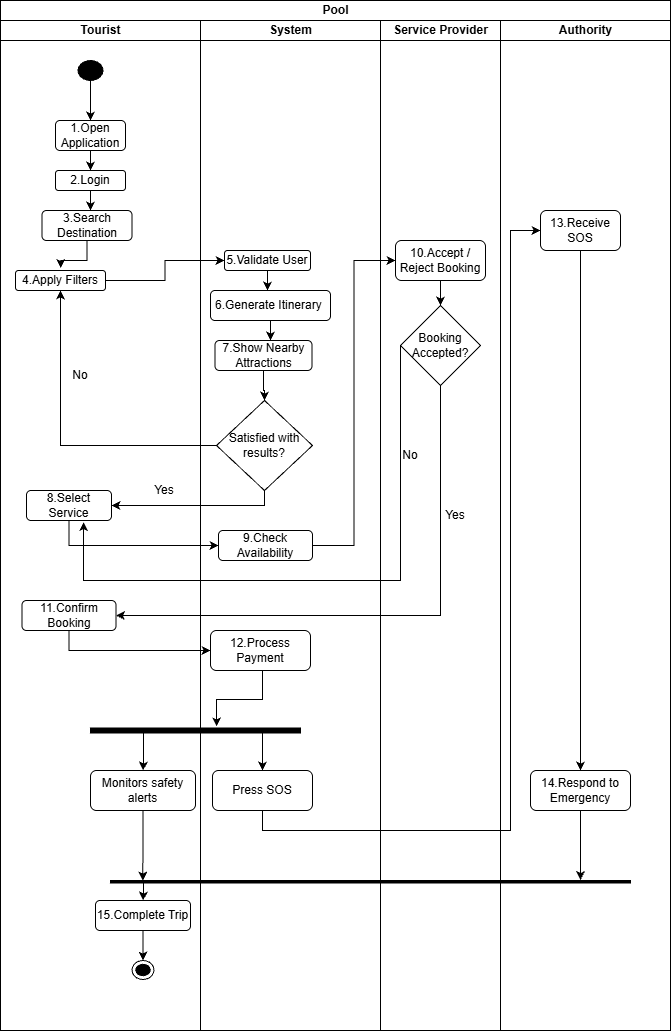 Pool
Tourist
System
Service Provider
Authority
1.Open
Application
2.Login
3.Search
Destination
4.Apply Filters
5.Validate User
6.Generate Itinerary
7.Show Nearby
Attractions
Satisfied with
results?
No
Yes
8.Select
Service
9.Check
Availability
10.Accept /
Reject Booking
Booking
Accepted?
No
Yes
11.Confirm
Booking
12.Process
Payment
Monitors safety
alerts
Press SOS
13.Receive
SOS
14.Respond to
Emergency
15.Complete Trip